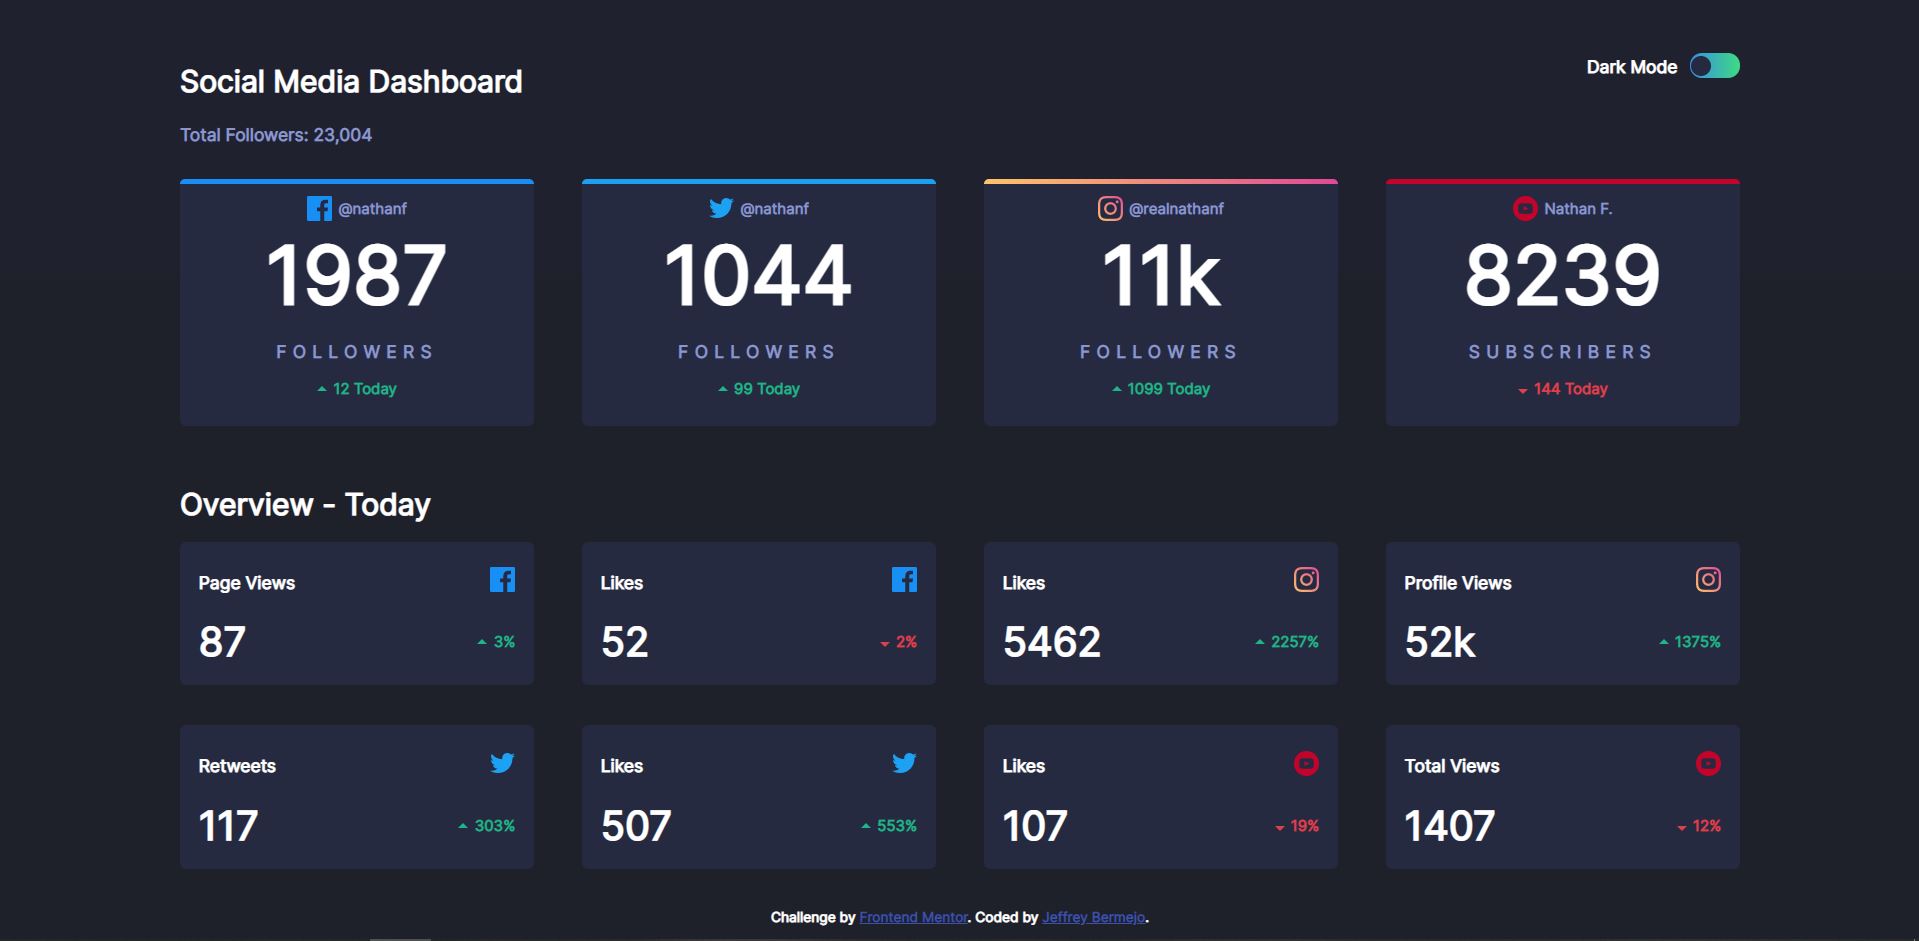 Social Media Dashboard
Dark Mode
Total Followers: 23,004
@nathanf
1987
FOLLOWERS
12 Today
@nathanf
1044
FOLLOWERS
99 Today
@realnathanf
11k
FOLLOWERS
1099 Today
Nathan F.
8239
SUBSCRIBERS
144 Today
Overview - Today
Page Views
87
3%
Likes
52
2%
Likes
5462
2257%
Profile Views
52k
1375%
Retweets
117
303%
Likes
507
553%
Likes
107
19%
Total Views
1407
12%
Challenge by Frontend Mentor. Coded by Jeffrey Bermejo.